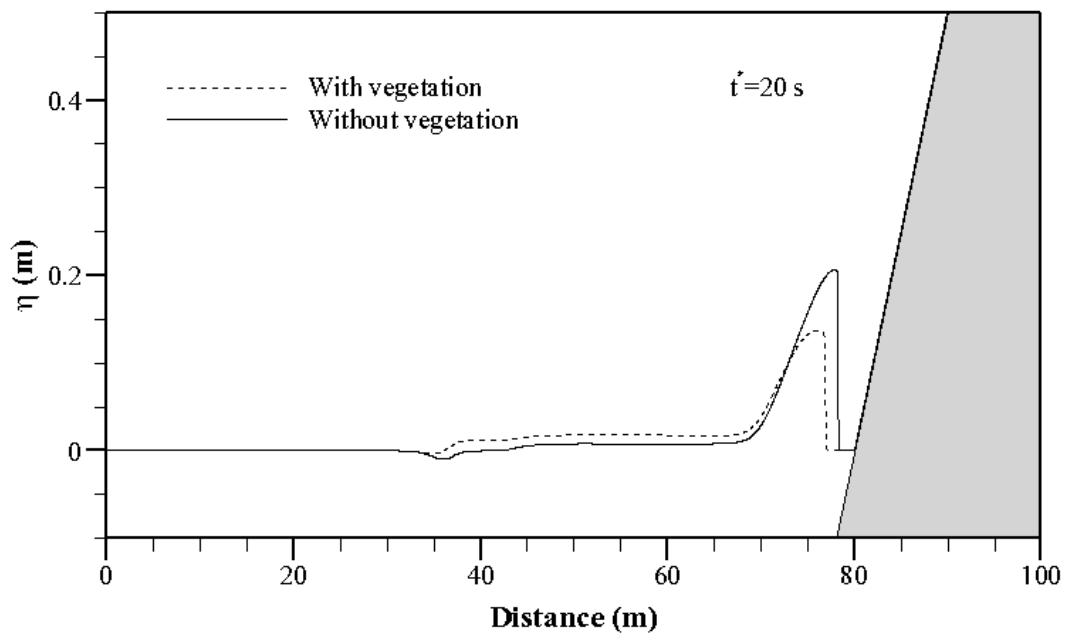 With vegetation
t*=20 s
Without vegetation
0.4
0.2
0
η (m)
0
20
40
60
80
100
Distance (m)